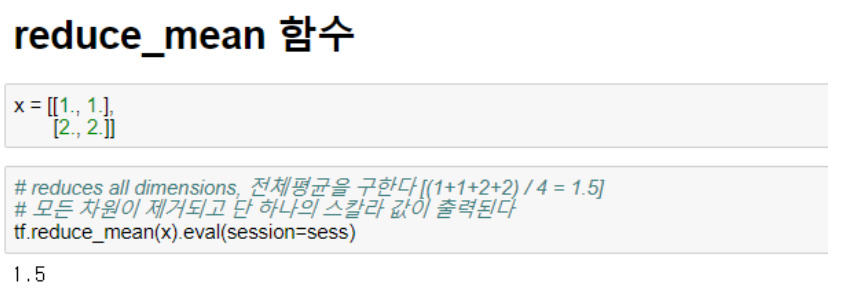 reduce_mean 함수
x = [[1., 1.],
[2., 2.]]
# reduces all dimensions, 전체평균을 구한다 [(1+1+2+2) / 4 = 1.5]
# 모든 차원이 제거되고 단 하나의 스칼라 값이 출력된다
tf.reduce_mean(x).eval(session=sess)
1.5